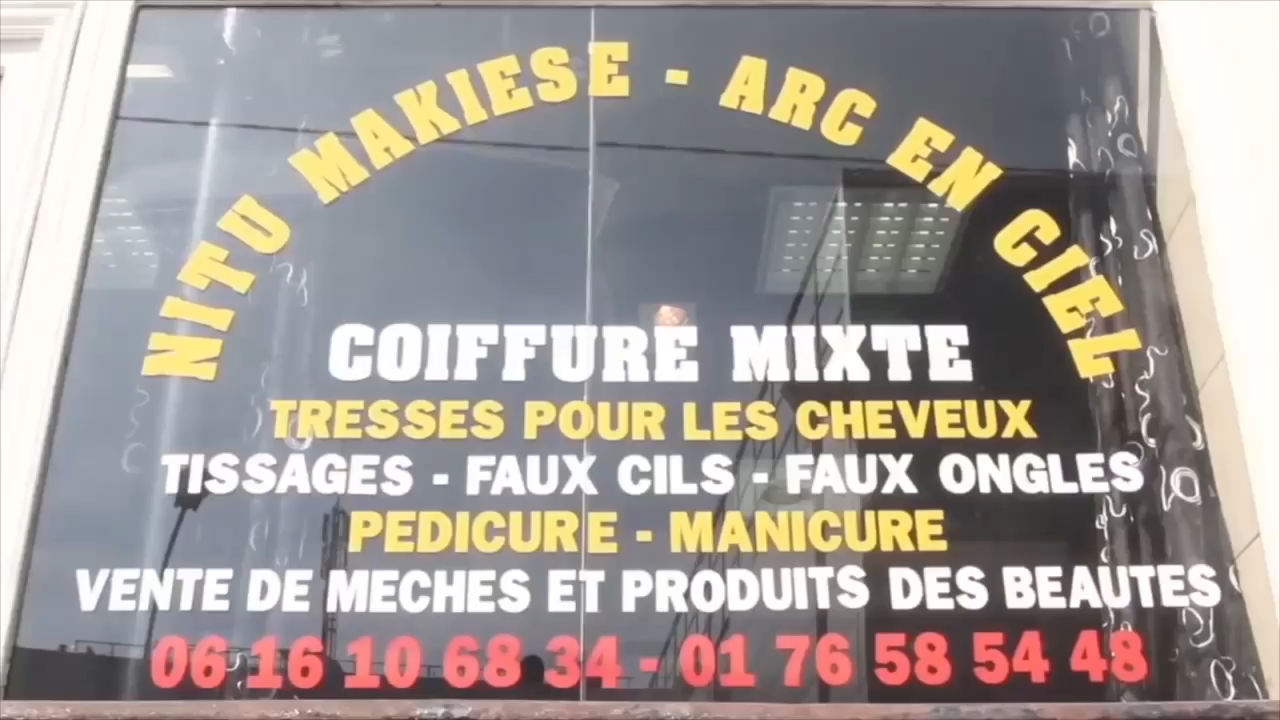 NITU MAKIESE - ARC EN CIEL
COIFFURE MIXTE
TRESSES POUR LES CHEVEUX
TISSAGES - FAUX CILS - FAUX ONGLES
PEDICURE - MANICURE
VENTE DE MECHES ET PRODUITS DES BEAUTES
06 16 10 68 34 - 01 76 58 54 48